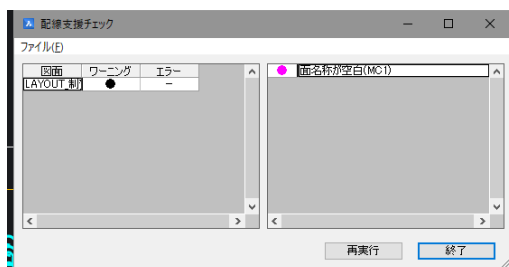 配線支援チェック
ファイル(F)
図面 ワーニング エラー
LAYOUT_制 ● −
● 面名称が空白(MC1)
再実行 終了